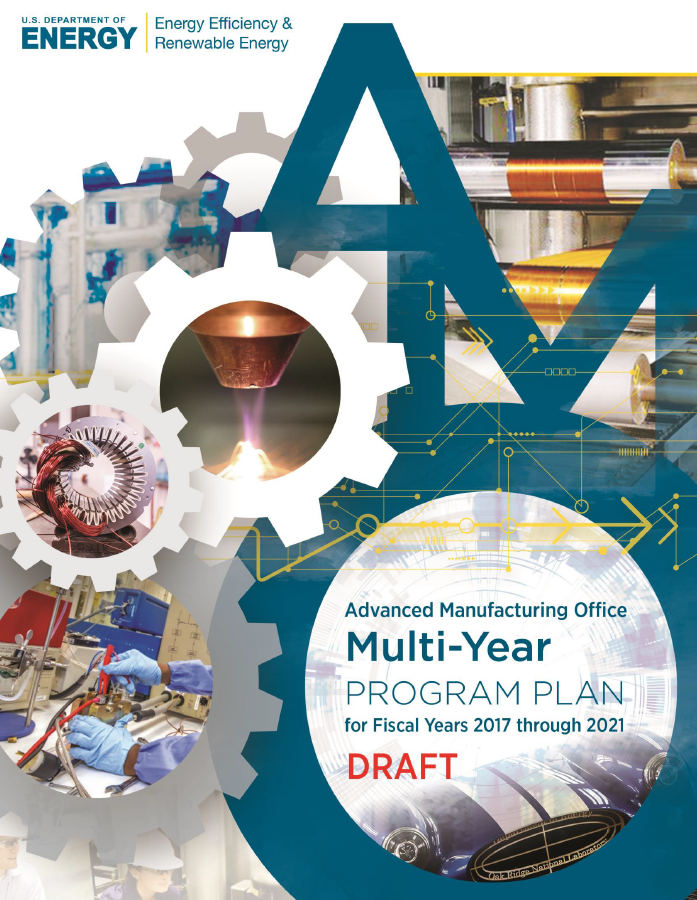 U.S. DEPARTMENT OF
ENERGY
Energy Efficiency &
Renewable Energy
AM
Advanced Manufacturing Office
Multi-Year
PROGRAM PLAN
for Fiscal Years 2017 through 2021
DRAFT
Oak Ridge National Laboratory